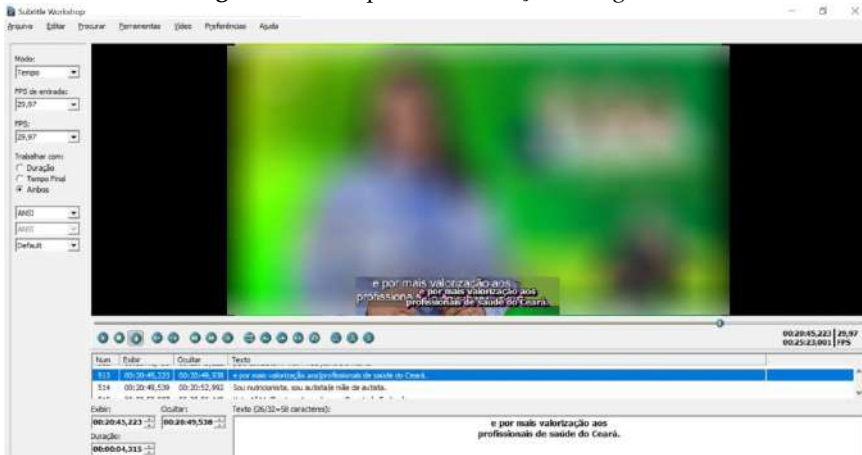 Subtitle Workshop
Arquivo Editar Procurar Ferramentas Vídeo Preferências Ajuda
Modo:
Tempo
FPS de entrada:
29,97
FPS:
29,97
Trabalhar com:
Duração
Tempo Final
Ambos
ANSI
ANSI
Default
e por mais valorização aos
e por mais valorização aos
profissionais de saúde do Ceará.
00:20:45,223 29,97
00:25:23,001 FPS
Num Exibir Ocultar Texto
513 00:20:45,223 00:20:49,538 e por mais valorização aos|profissionais de saúde do Ceará.
514 00:20:49,539 00:20:52,992 Sou nutricionista, sou autista|e mãe de autista.
Exibir: Ocultar: Texto (26/32=58 caracteres):
00:20:45,223 00:20:49,538
e por mais valorização aos
profissionais de saúde do Ceará.
Duração:
00:00:04,315